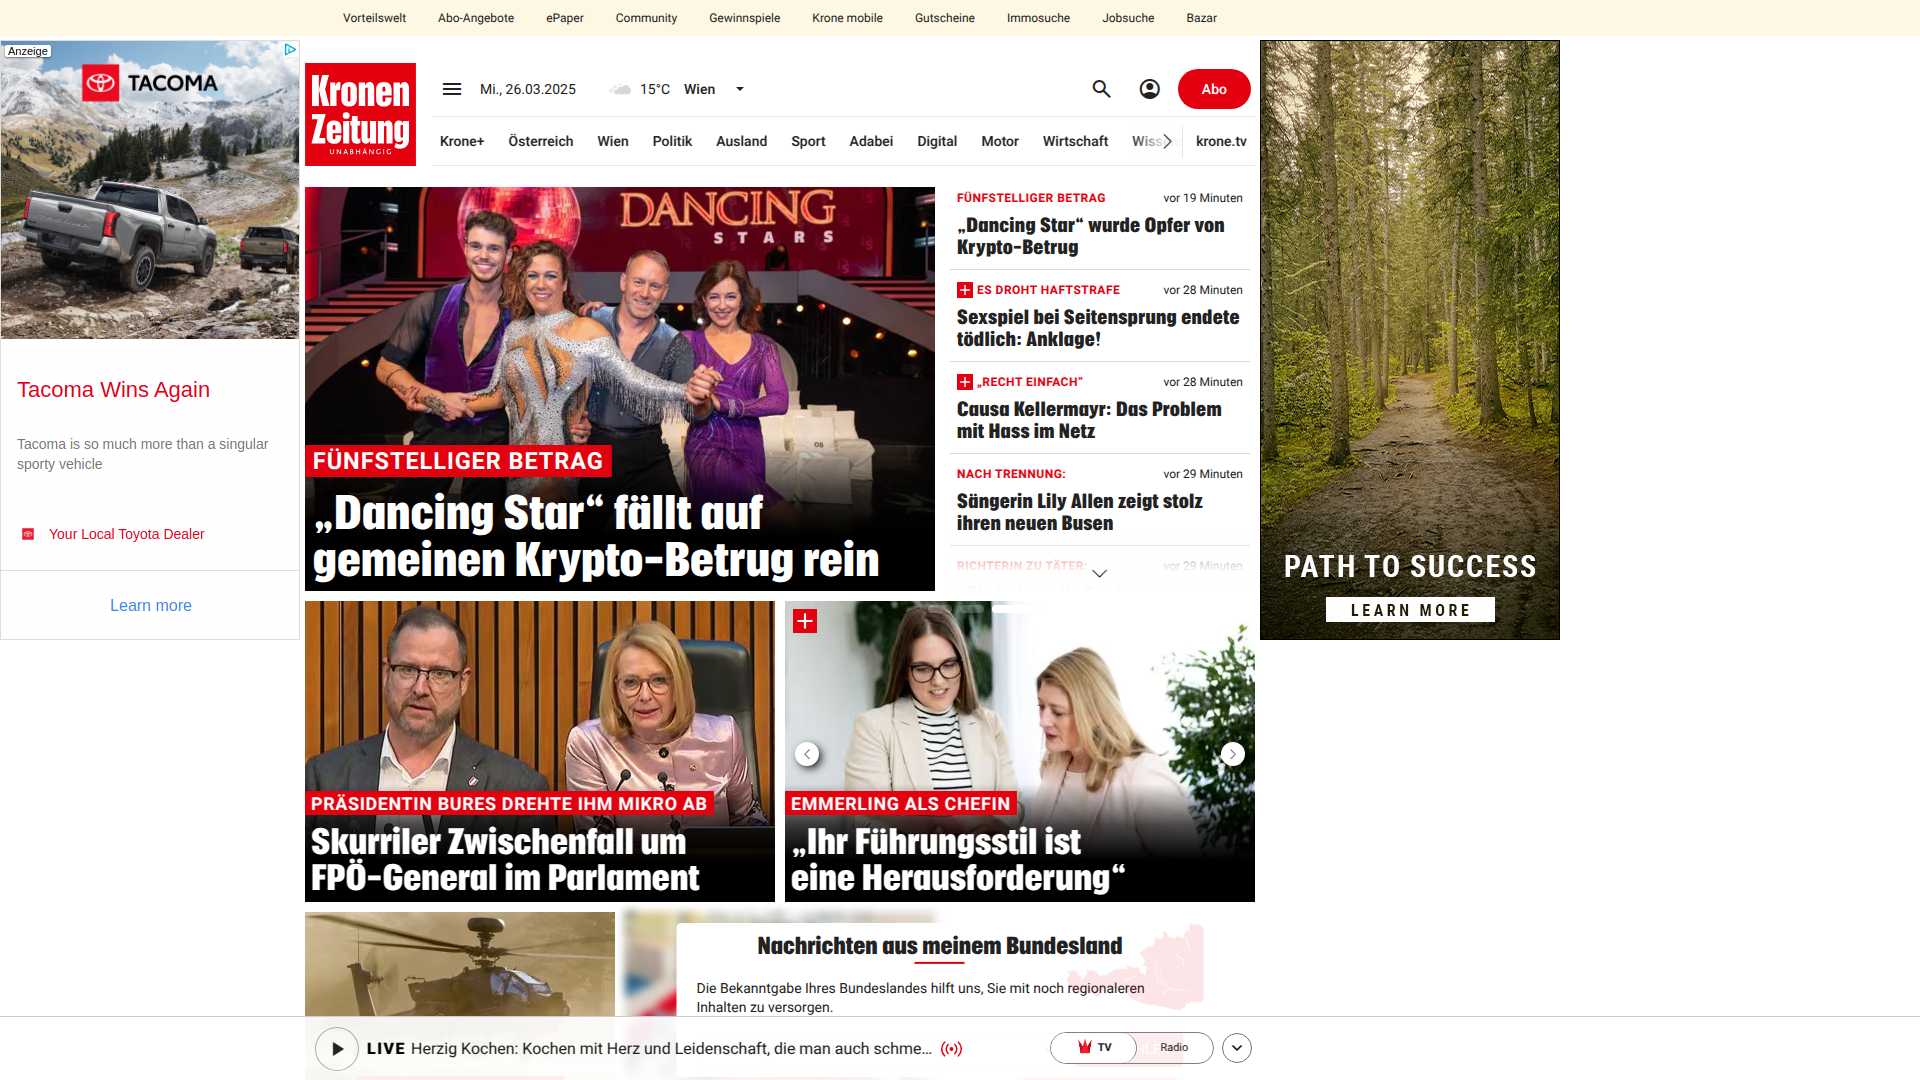 Vorteilswelt Abo-Angebote ePaper Community Gewinnspiele Krone mobile Gutscheine Immosuche Jobsuche Bazar
Anzeige
TACOMA
Tacoma Wins Again
Tacoma is so much more than a singular
sporty vehicle
Your Local Toyota Dealer
Learn more
Kronen
Zeitung
UNABHÄNGIG
Mi., 26.03.2025 15°C Wien
Abo
Krone+ Österreich Wien Politik Ausland Sport Adabei Digital Motor Wirtschaft Wiss krone.tv
DANCING
STARS
FÜNFSTELLIGER BETRAG
„Dancing Star“ fällt auf
gemeinen Krypto-Betrug rein
FÜNFSTELLIGER BETRAG vor 19 Minuten
„Dancing Star“ wurde Opfer von
Krypto-Betrug
ES DROHT HAFTSTRAFE vor 28 Minuten
Sexspiel bei Seitensprung endete
tödlich: Anklage!
„RECHT EINFACH“ vor 28 Minuten
Causa Kellermayr: Das Problem
mit Hass im Netz
NACH TRENNUNG: vor 29 Minuten
Sängerin Lily Allen zeigt stolz
ihren neuen Busen
RICHTERIN ZU TÄTER: vor 29 Minuten
PATH TO SUCCESS
LEARN MORE
PRÄSIDENTIN BURES DREHTE IHM MIKRO AB
Skurriler Zwischenfall um
FPÖ-General im Parlament
EMMERLING ALS CHEFIN
„Ihr Führungsstil ist
eine Herausforderung“
Nachrichten aus meinem Bundesland
Die Bekanntgabe Ihres Bundeslandes hilft uns, Sie mit noch regionaleren
Inhalten zu versorgen.
LIVE Herzig Kochen: Kochen mit Herz und Leidenschaft, die man auch schme...
TV Radio